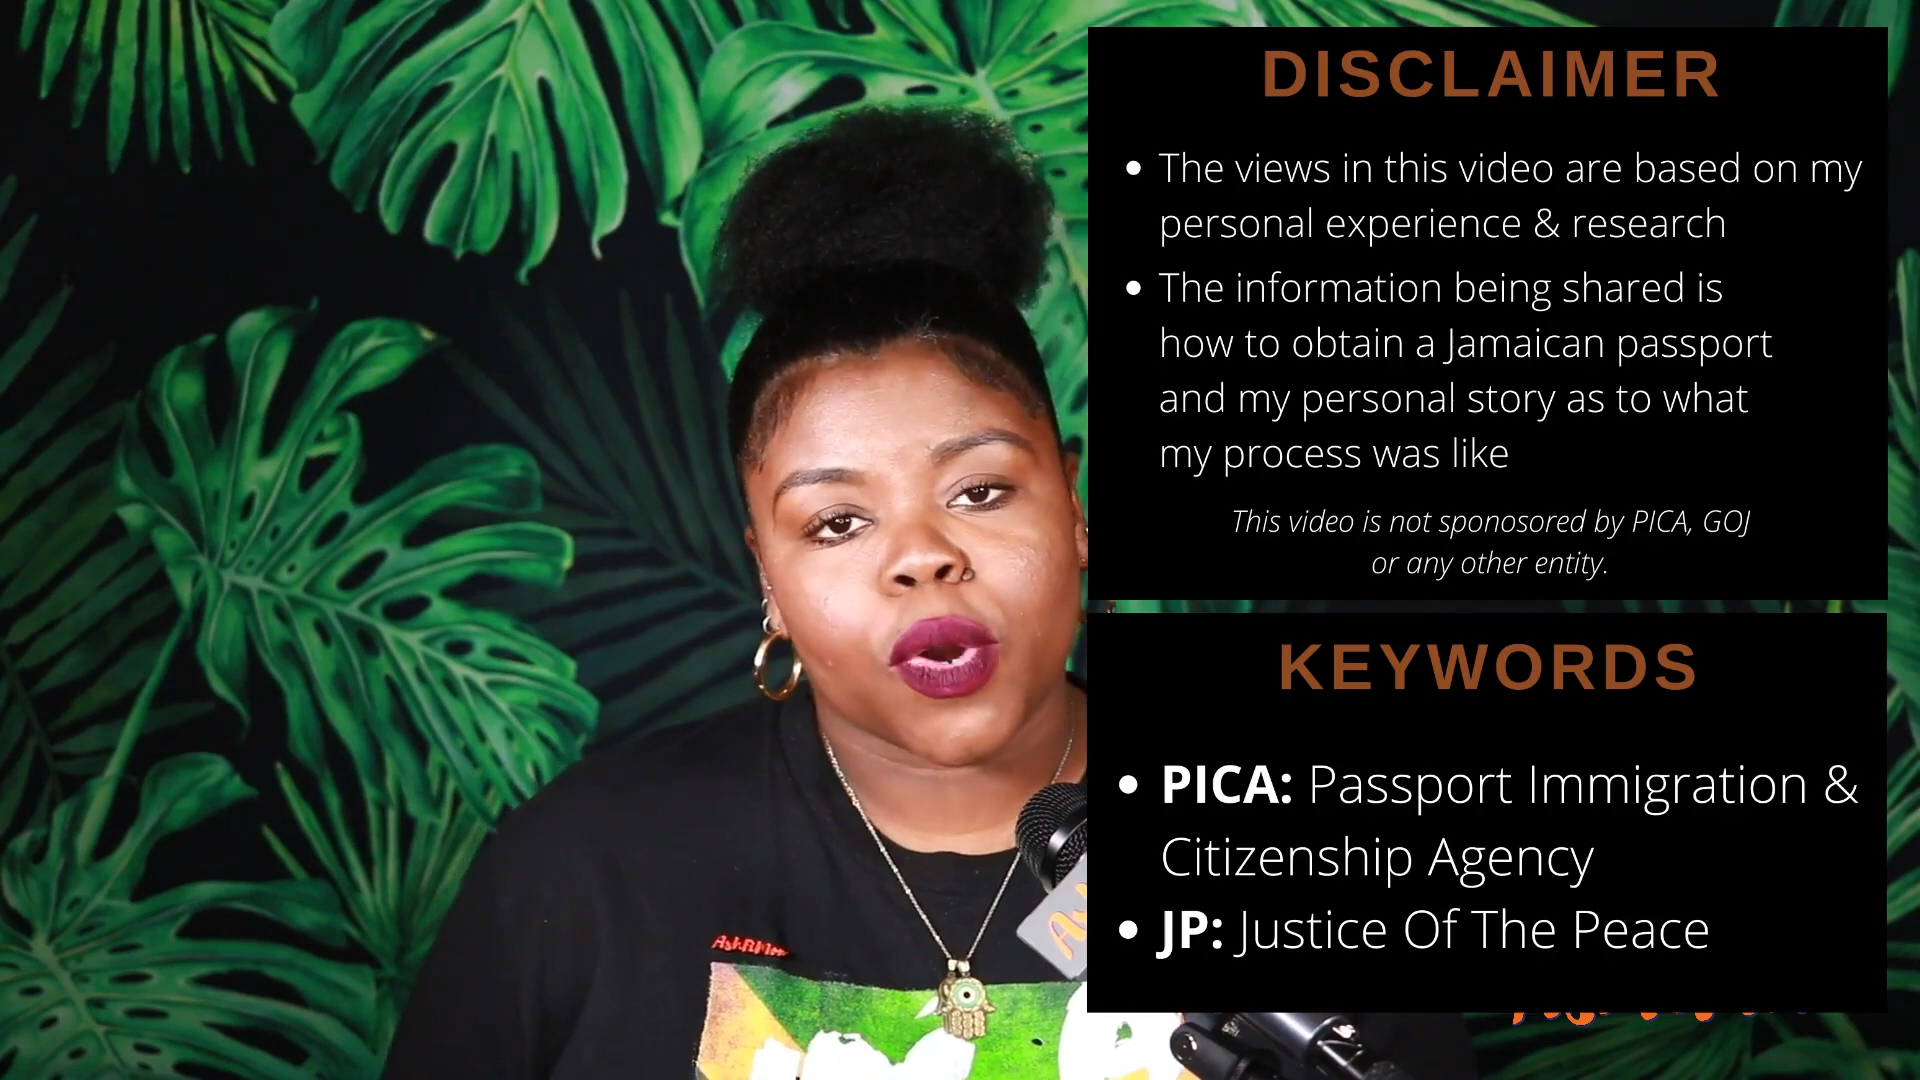 DISCLAIMER
• The views in this video are based on my
personal experience & research
• The information being shared is
how to obtain a Jamaican passport
and my personal story as to what
my process was like
This video is not sponosored by PICA, GOJ
or any other entity.
KEYWORDS
• PICA: Passport Immigration &
Citizenship Agency
• JP: Justice Of The Peace